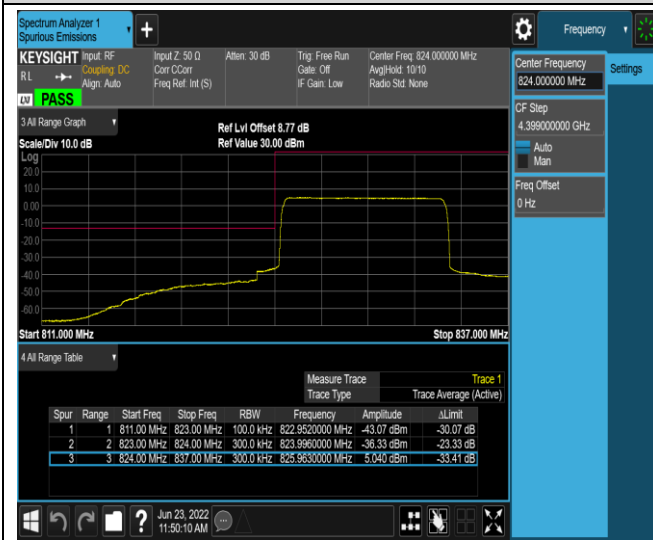 Spectrum Analyzer 1
Spurious Emissions
+
Frequency
KEYSIGHT
RL
LXI PASS
Input: RF
Coupling: DC
Align: Auto
Input Z: 50 Ω
Corr CCorr
Freq Ref: Int (S)
Atten: 30 dB
Trig: Free Run
Gate: Off
IF Gain: Low
Center Freq: 824.000000 MHz
Avg|Hold: 10/10
Radio Std: None
Center Frequency
824.000000 MHz
Settings
CF Step
4.399000000 GHz
Auto
Man
Freq Offset
0 Hz
3 All Range Graph
Scale/Div 10.0 dB
Ref Lvl Offset 8.77 dB
Ref Value 30.00 dBm
Log
20.0
10.0
0.00
-10.0
-20.0
-30.0
-40.0
-50.0
-60.0
Start 811.000 MHz
Stop 837.000 MHz
4 All Range Table
Measure Trace Trace 1
Trace Type Trace Average (Active)
Spur Range Start Freq Stop Freq RBW Frequency Amplitude ΔLimit
1 1 811.00 MHz 823.00 MHz 100.0 kHz 822.9520000 MHz -43.07 dBm -30.07 dB
2 2 823.00 MHz 824.00 MHz 300.0 kHz 823.9960000 MHz -36.33 dBm -23.33 dB
3 3 824.00 MHz 837.00 MHz 300.0 kHz 825.9630000 MHz 5.040 dBm -33.41 dB
?
Jun 23, 2022
11:50:10 AM